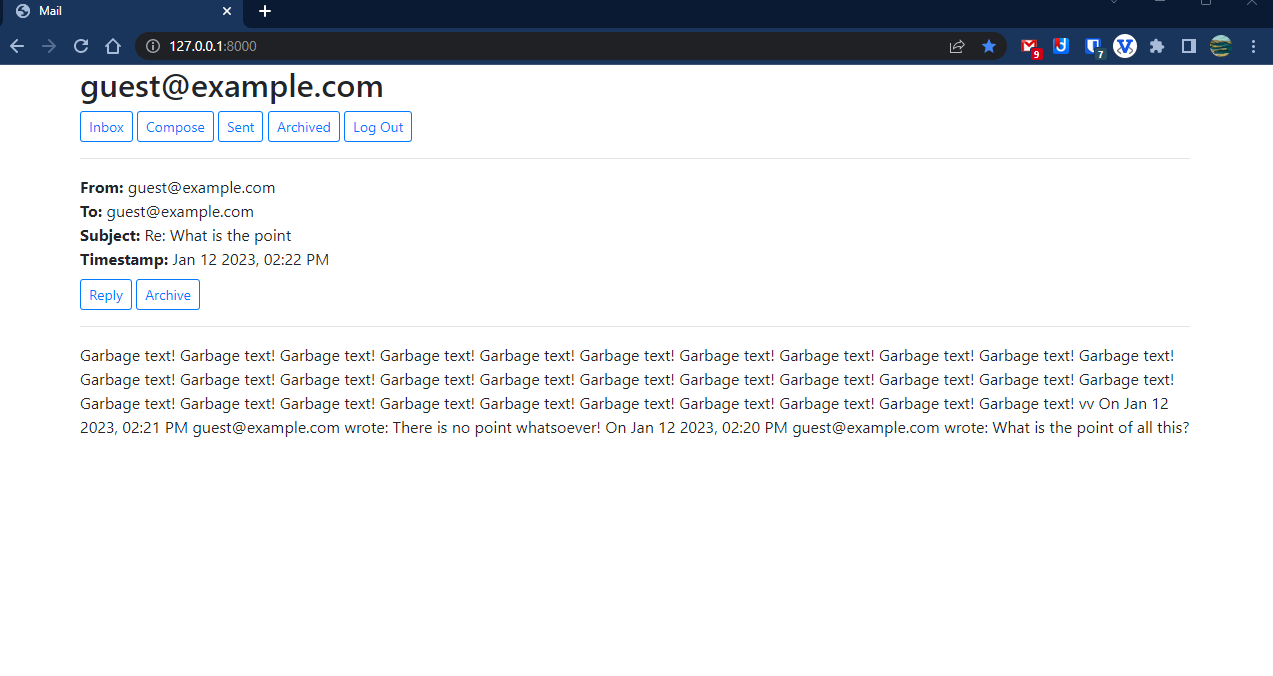 Mail
127.0.0.1:8000
9
7
guest@example.com
Inbox Compose Sent Archived Log Out
From: guest@example.com
To: guest@example.com
Subject: Re: What is the point
Timestamp: Jan 12 2023, 02:22 PM
Reply Archive
Garbage text! Garbage text! Garbage text! Garbage text! Garbage text! Garbage text! Garbage text! Garbage text! Garbage text! Garbage text! Garbage text!
Garbage text! Garbage text! Garbage text! Garbage text! Garbage text! Garbage text! Garbage text! Garbage text! Garbage text! Garbage text! Garbage text!
Garbage text! Garbage text! Garbage text! Garbage text! Garbage text! Garbage text! Garbage text! Garbage text! Garbage text! Garbage text! vv On Jan 12
2023, 02:21 PM guest@example.com wrote: There is no point whatsoever! On Jan 12 2023, 02:20 PM guest@example.com wrote: What is the point of all this?